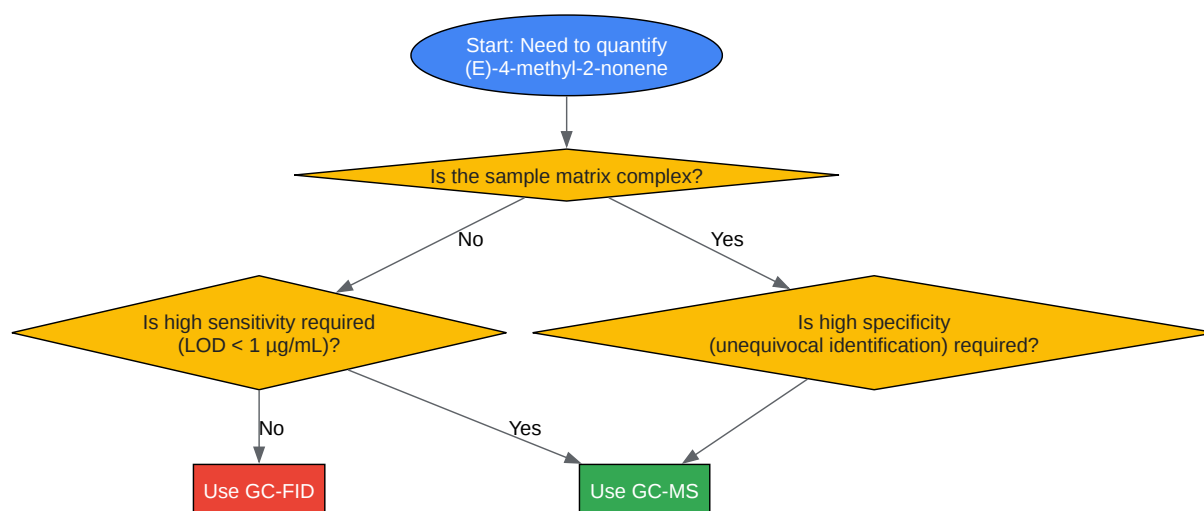 Start: Need to quantify
(E)-4-methyl-2-nonene
Is the sample matrix complex?
No
Yes
Is high sensitivity required
(LOD < 1 µg/mL)?
Is high specificity
(unequivocal identification) required?
No
Yes
Use GC-FID
Use GC-MS